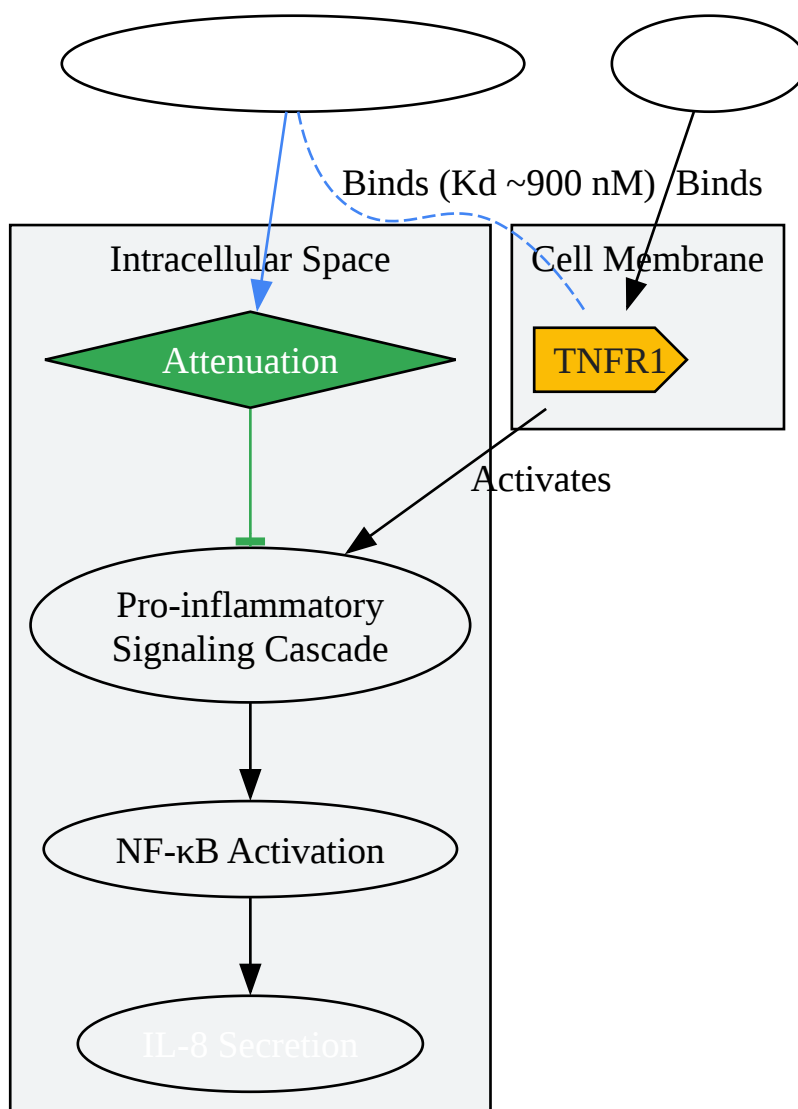 Binds (Kd ~900 nM)
Binds
Intracellular Space
Cell Membrane
Attenuation
TNFR1
Activates
Pro-inflammatory
Signaling Cascade
NF-κB Activation
IL-8 Secretion